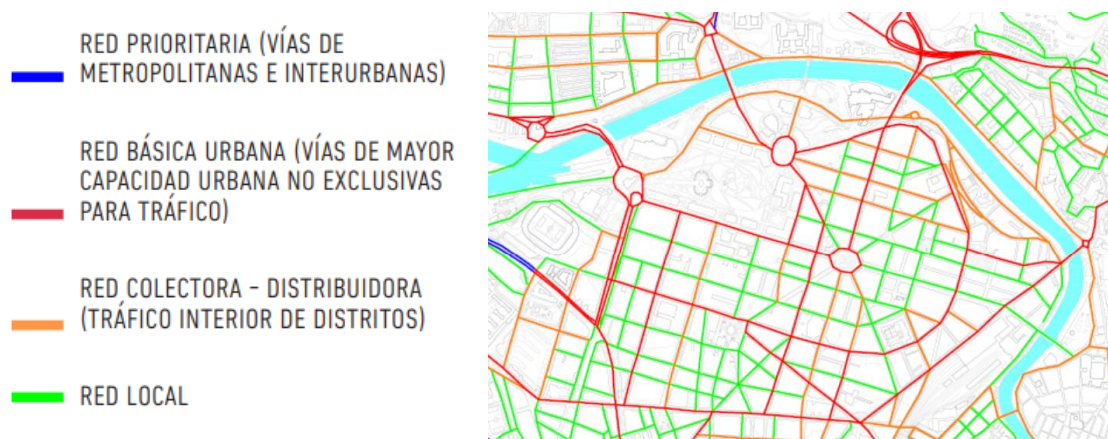 RED PRIORITARIA (VÍAS DE
METROPOLITANAS E INTERURBANAS)
RED BÁSICA URBANA (VÍAS DE MAYOR
CAPACIDAD URBANA NO EXCLUSIVAS
PARA TRÁFICO)
RED COLECTORA - DISTRIBUIDORA
(TRÁFICO INTERIOR DE DISTRITOS)
RED LOCAL